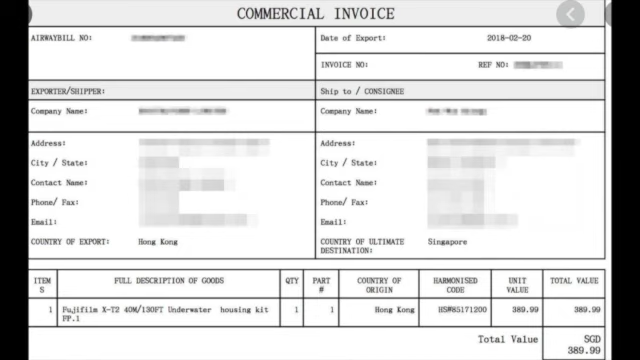 COMMERCIAL INVOICE
AIRWAYBILL NO:
Date of Export: 2018-02-20
INVOICE NO: REF NO:
EXPORTER/SHIPPER: Ship to / CONSIGNEE
Company Name: Company Name:
Address: Address:
City / State: City / State:
Contact Name: Contact Name:
Phone/ Fax: Phone/ Fax:
Email: Email:
COUNTRY OF EXPORT: Hong Kong COUNTRY OF ULTIMATE DESTINATION: Singapore
ITEM S FULL DESCRIPTION OF GOODS QTY PART # COUNTRY OF ORIGIN HARMONISED CODE UNIT VALUE TOTAL VALUE
1 Fujifilm X-T2 40M/130FT Underwater housing kit FP.1 1 1 Hong Kong HS#85171200 389.99 389.99
Total Value SGD
389.99